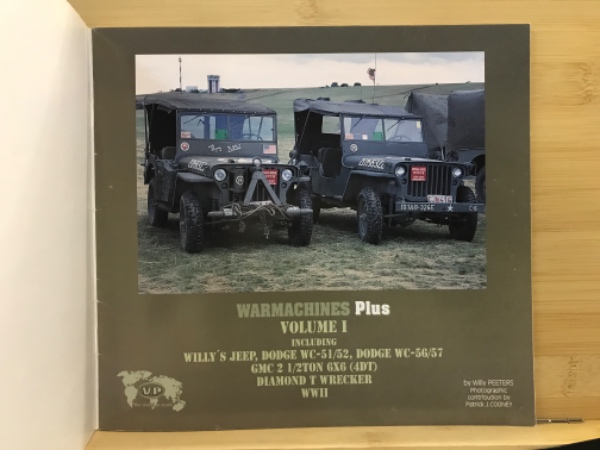 WARMACHINES Plus
VOLUME I
INCLUDING
WILLY'S JEEP, DODGE WC-51/52, DODGE WC-56/57
GMC 2 1/2TON 6X6 (4DT)
DIAMOND T WRECKER
WWII
VP
by Willy PEETERS
Photographic
contribution by
Patrick J.COONEY